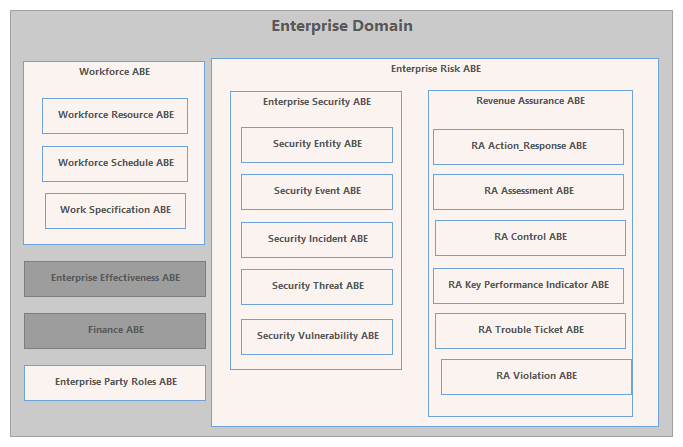 Enterprise Domain
Workforce ABE
Workforce Resource ABE
Workforce Schedule ABE
Work Specification ABE
Enterprise Effectiveness ABE
Finance ABE
Enterprise Party Roles ABE
Enterprise Risk ABE
Enterprise Security ABE
Security Entity ABE
Security Event ABE
Security Incident ABE
Security Threat ABE
Security Vulnerability ABE
Revenue Assurance ABE
RA Action_Response ABE
RA Assessment ABE
RA Control ABE
RA Key Performance Indicator ABE
RA Trouble Ticket ABE
RA Violation ABE